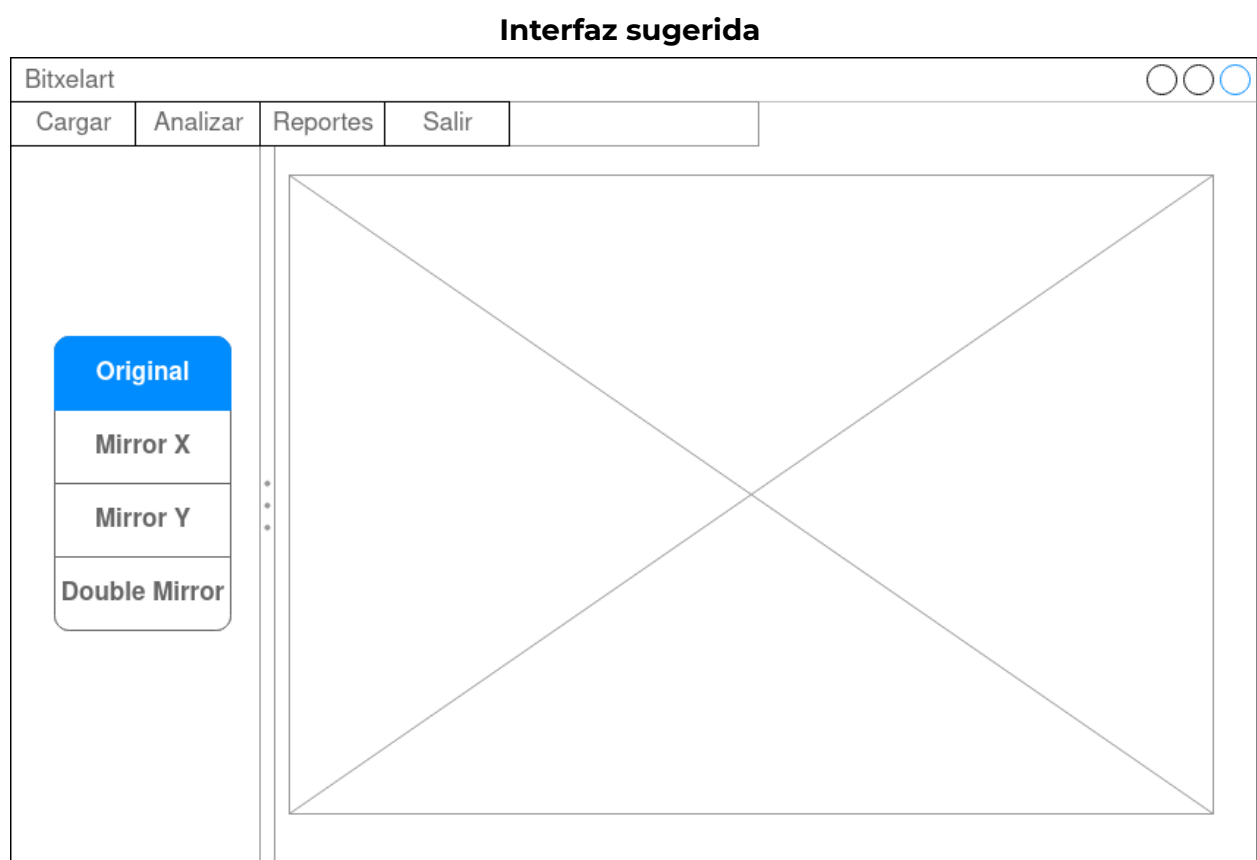 Interfaz sugerida
Bitxelart
Cargar Analizar Reportes Salir
Original
Mirror X
Mirror Y
Double Mirror